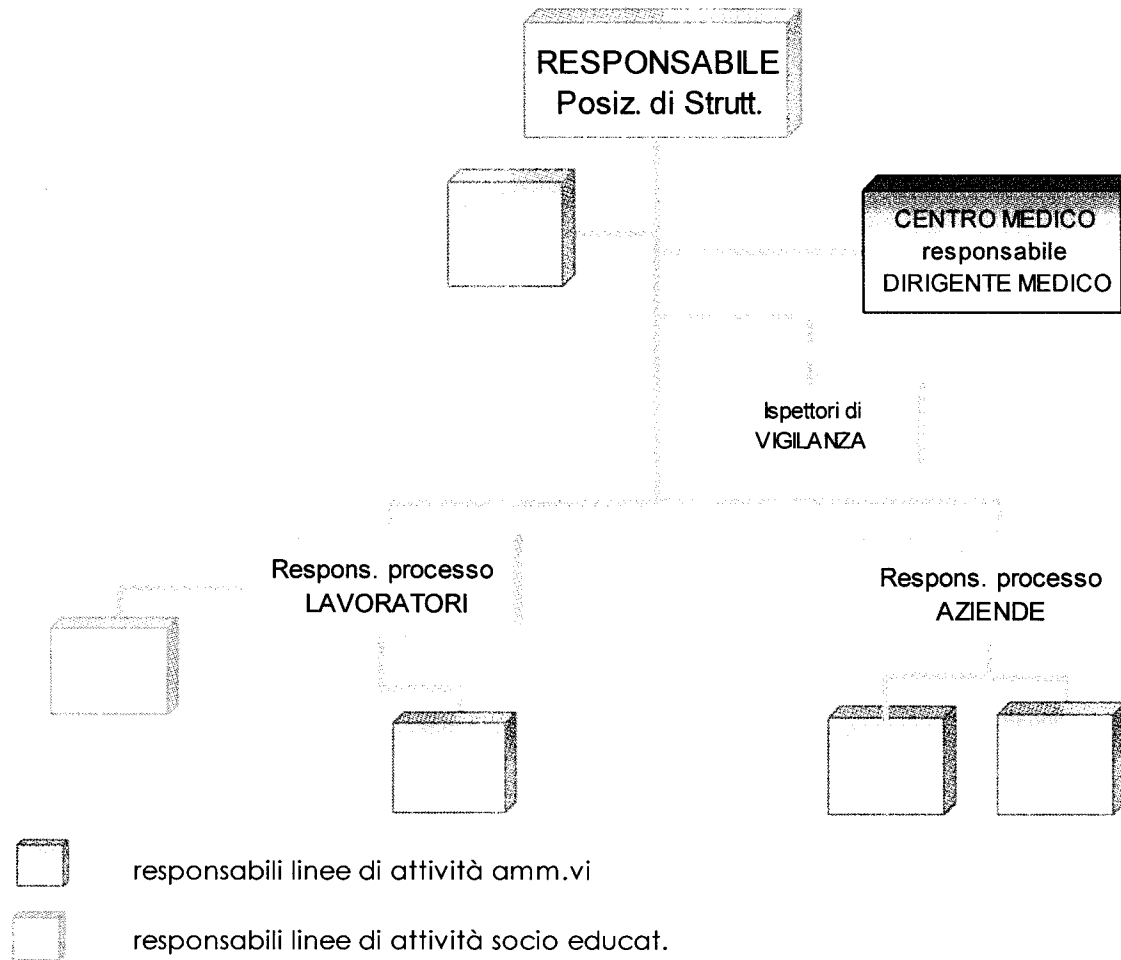 RESPONSABILE
Posiz. di Strutt.
CENTRO MEDICO
responsabile
DIRIGENTE MEDICO
Ispettori di
VIGILANZA
Respons. processo
LAVORATORI
Respons. processo
AZIENDE
responsabili linee di attività amm.vi
responsabili linee di attività socio educat.